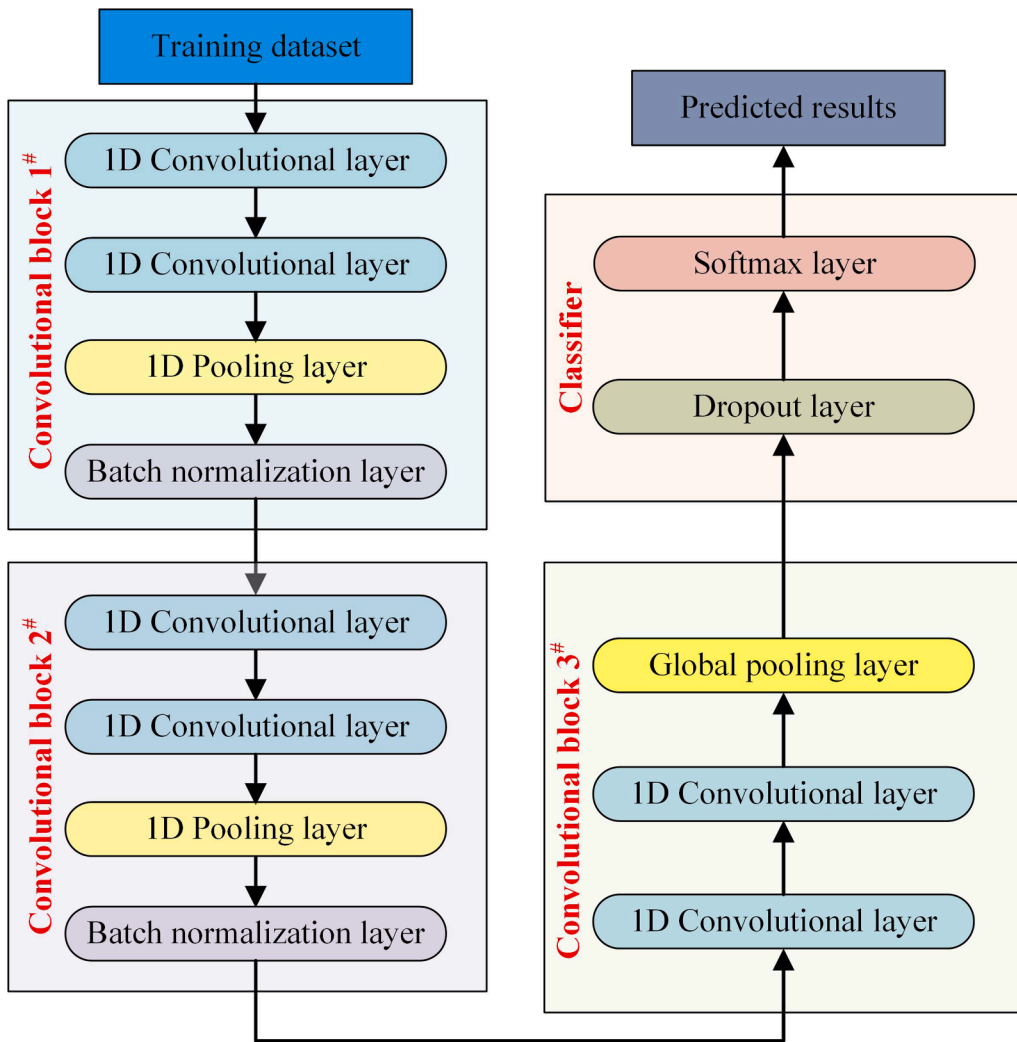 Training dataset
Convolutional block 1#
1D Convolutional layer
1D Convolutional layer
1D Pooling layer
Batch normalization layer
Convolutional block 2#
1D Convolutional layer
1D Convolutional layer
1D Pooling layer
Batch normalization layer
Predicted results
Classifier
Softmax layer
Dropout layer
Convolutional block 3#
Global pooling layer
1D Convolutional layer
1D Convolutional layer